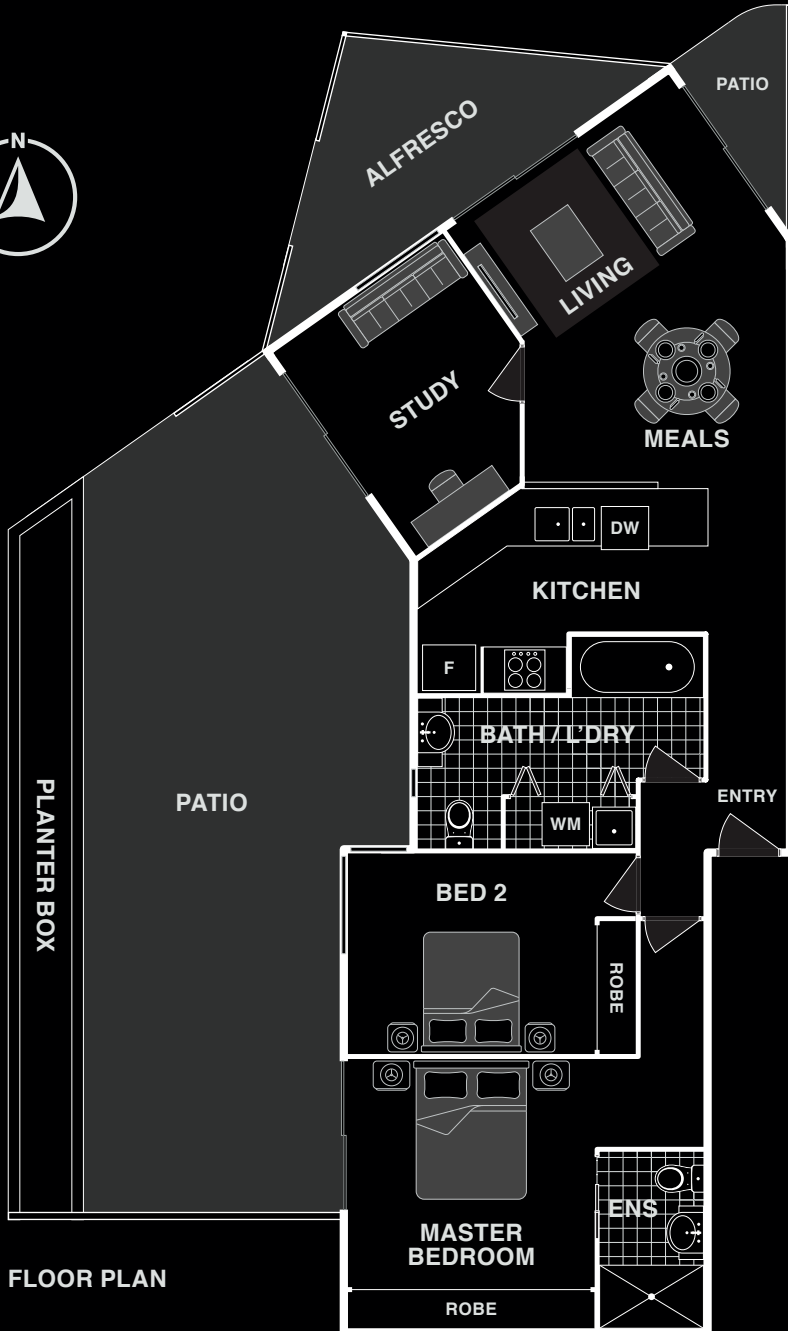 PATIO
ALFRESCO
N
LIVING
STUDY
MEALS
DW
KITCHEN
F
BATH / L'DRY
PLANTER BOX
PATIO
ENTRY
WM
BED 2
ROBE
ENS
MASTER
BEDROOM
FLOOR PLAN
ROBE